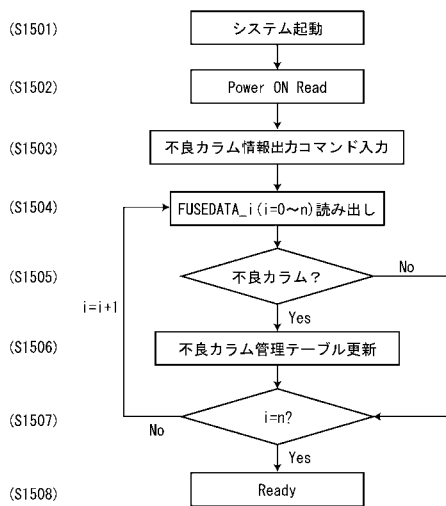 (S1501) システム起動
(S1502) Power ON Read
(S1503) 不良カラム情報出力コマンド入力
(S1504) FUSEDATA_i(i=0～n)読み出し
(S1505) 不良カラム?
No
i=i+1
Yes
(S1506) 不良カラム管理テーブル更新
(S1507) i=n?
No
Yes
(S1508) Ready